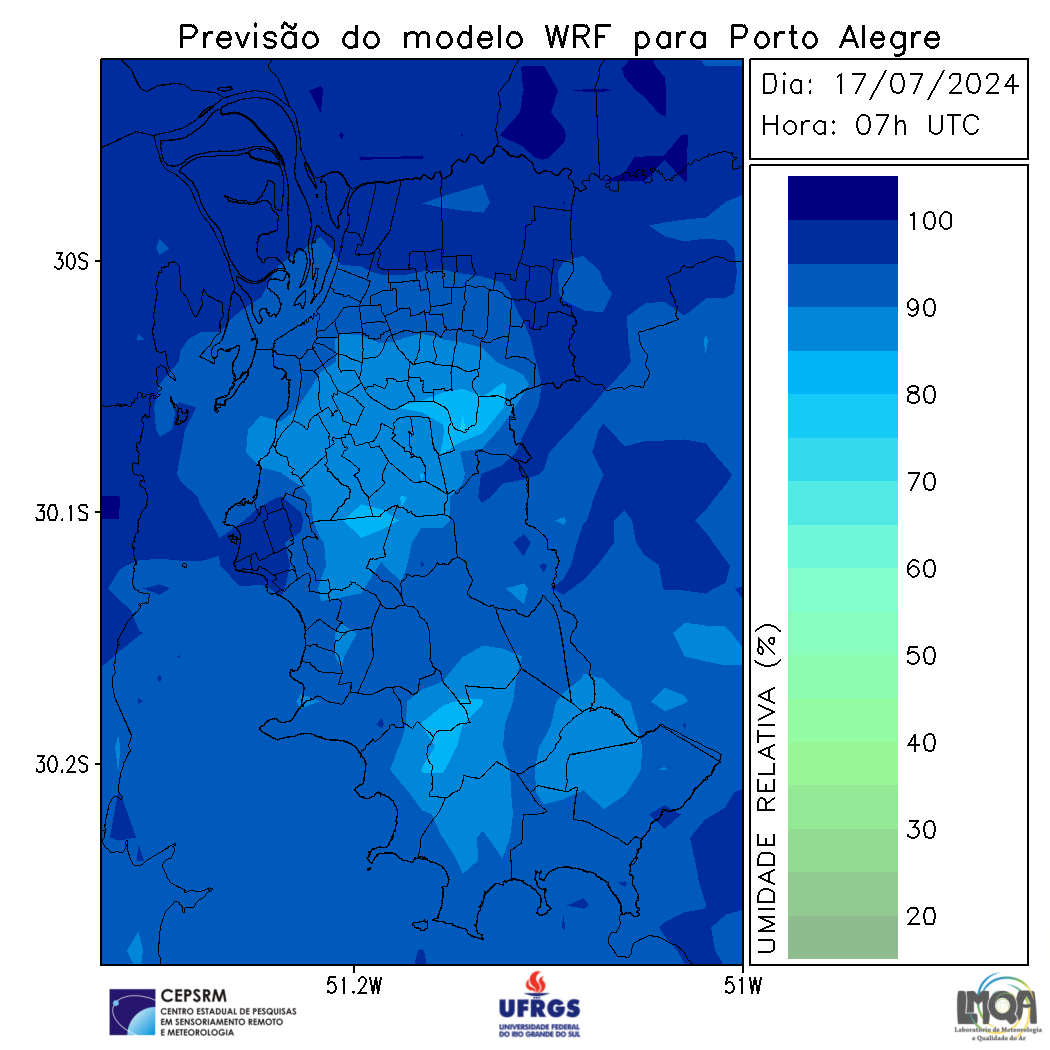 Previsão do modelo WRF para Porto Alegre
Dia: 17/07/2024
Hora: 07h UTC
30S
30.1S
30.2S
51.2W
51W
UMIDADE RELATIVA (%)
100
90
80
70
60
50
40
30
20
CEPSRM
CENTRO ESTADUAL DE PESQUISAS
EM SENSORIAMENTO REMOTO
E METEOROLOGIA
UFRGS
UNIVERSIDADE FEDERAL
DO RIO GRANDE DO SUL
LMQA
Laboratório de Meteorologia
e Qualidade do Ar